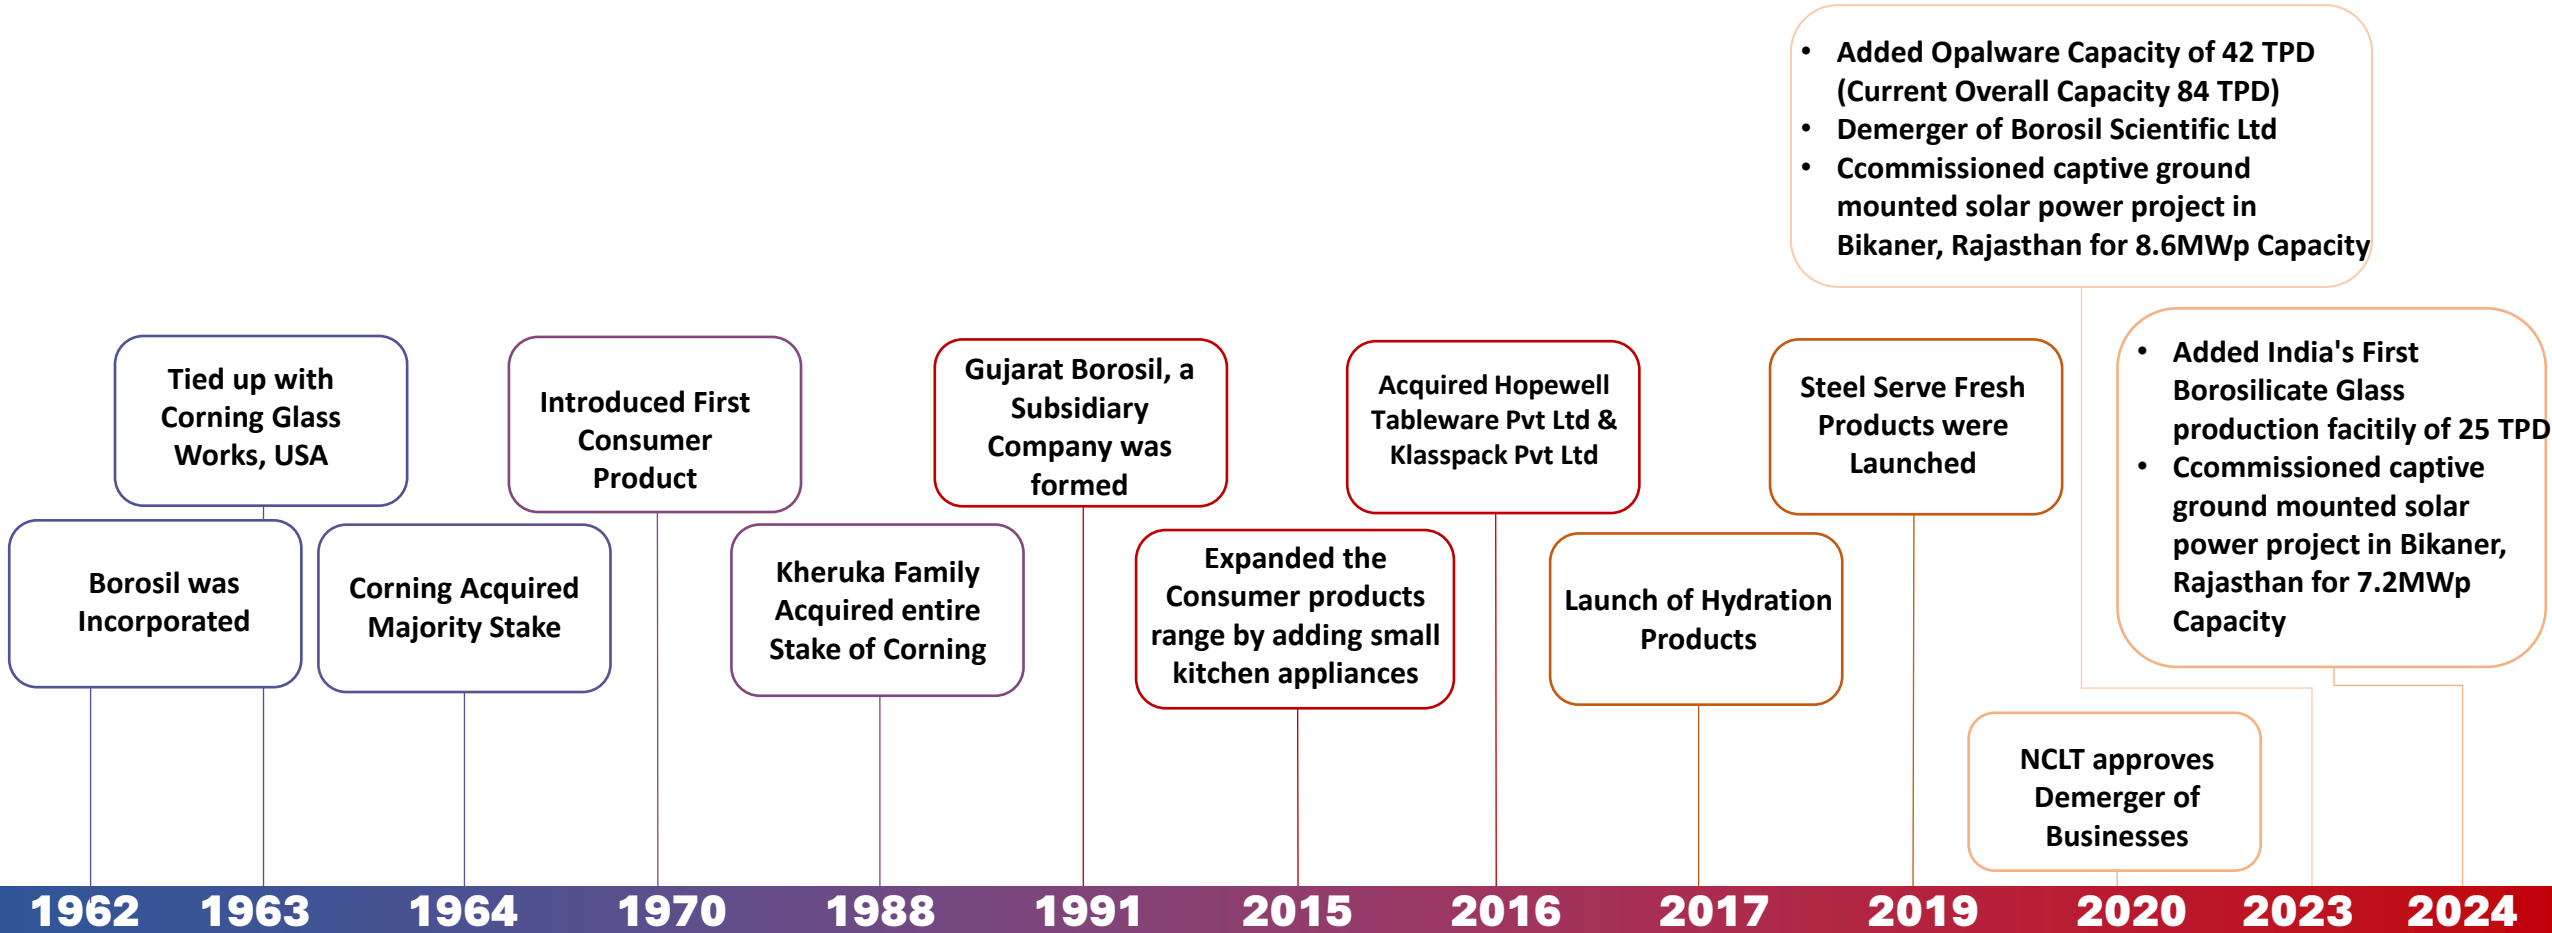 • Added Opalware Capacity of 42 TPD
(Current Overall Capacity 84 TPD)
• Demerger of Borosil Scientific Ltd
• Ccommissioned captive ground
mounted solar power project in
Bikaner, Rajasthan for 8.6MWp Capacity
Tied up with
Corning Glass
Works, USA
Introduced First
Consumer
Product
Gujarat Borosil, a
Subsidiary
Company was
formed
Acquired Hopewell
Tableware Pvt Ltd &
Klasspack Pvt Ltd
Steel Serve Fresh
Products were
Launched
• Added India's First
Borosilicate Glass
production facitily of 25 TPD
• Ccommissioned captive
ground mounted solar
power project in Bikaner,
Rajasthan for 7.2MWp
Capacity
Borosil was
Incorporated
Corning Acquired
Majority Stake
Kheruka Family
Acquired entire
Stake of Corning
Expanded the
Consumer products
range by adding small
kitchen appliances
Launch of Hydration
Products
NCLT approves
Demerger of
Businesses
1962 1963 1964 1970 1988 1991 2015 2016 2017 2019 2020 2023 2024